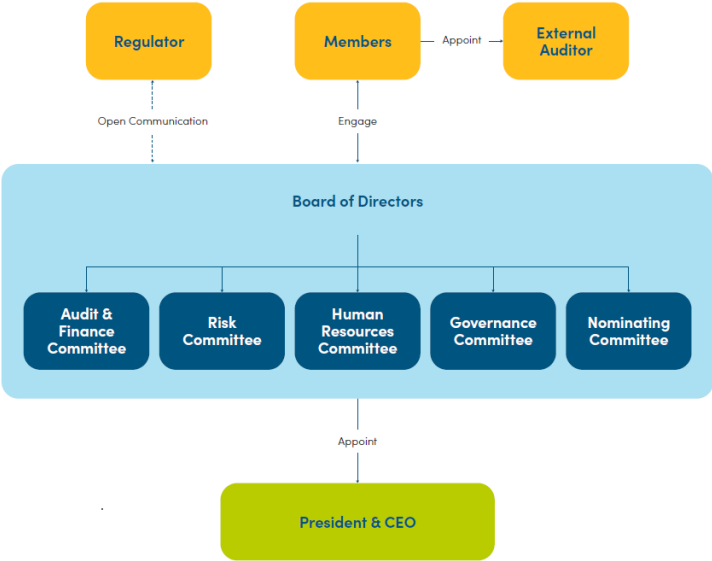 Regulator
Members
Appoint
External
Auditor
Open Communication
Engage
Board of Directors
Audit &
Finance
Committee
Risk
Committee
Human
Resources
Committee
Governance
Committee
Nominating
Committee
Appoint
President & CEO
.